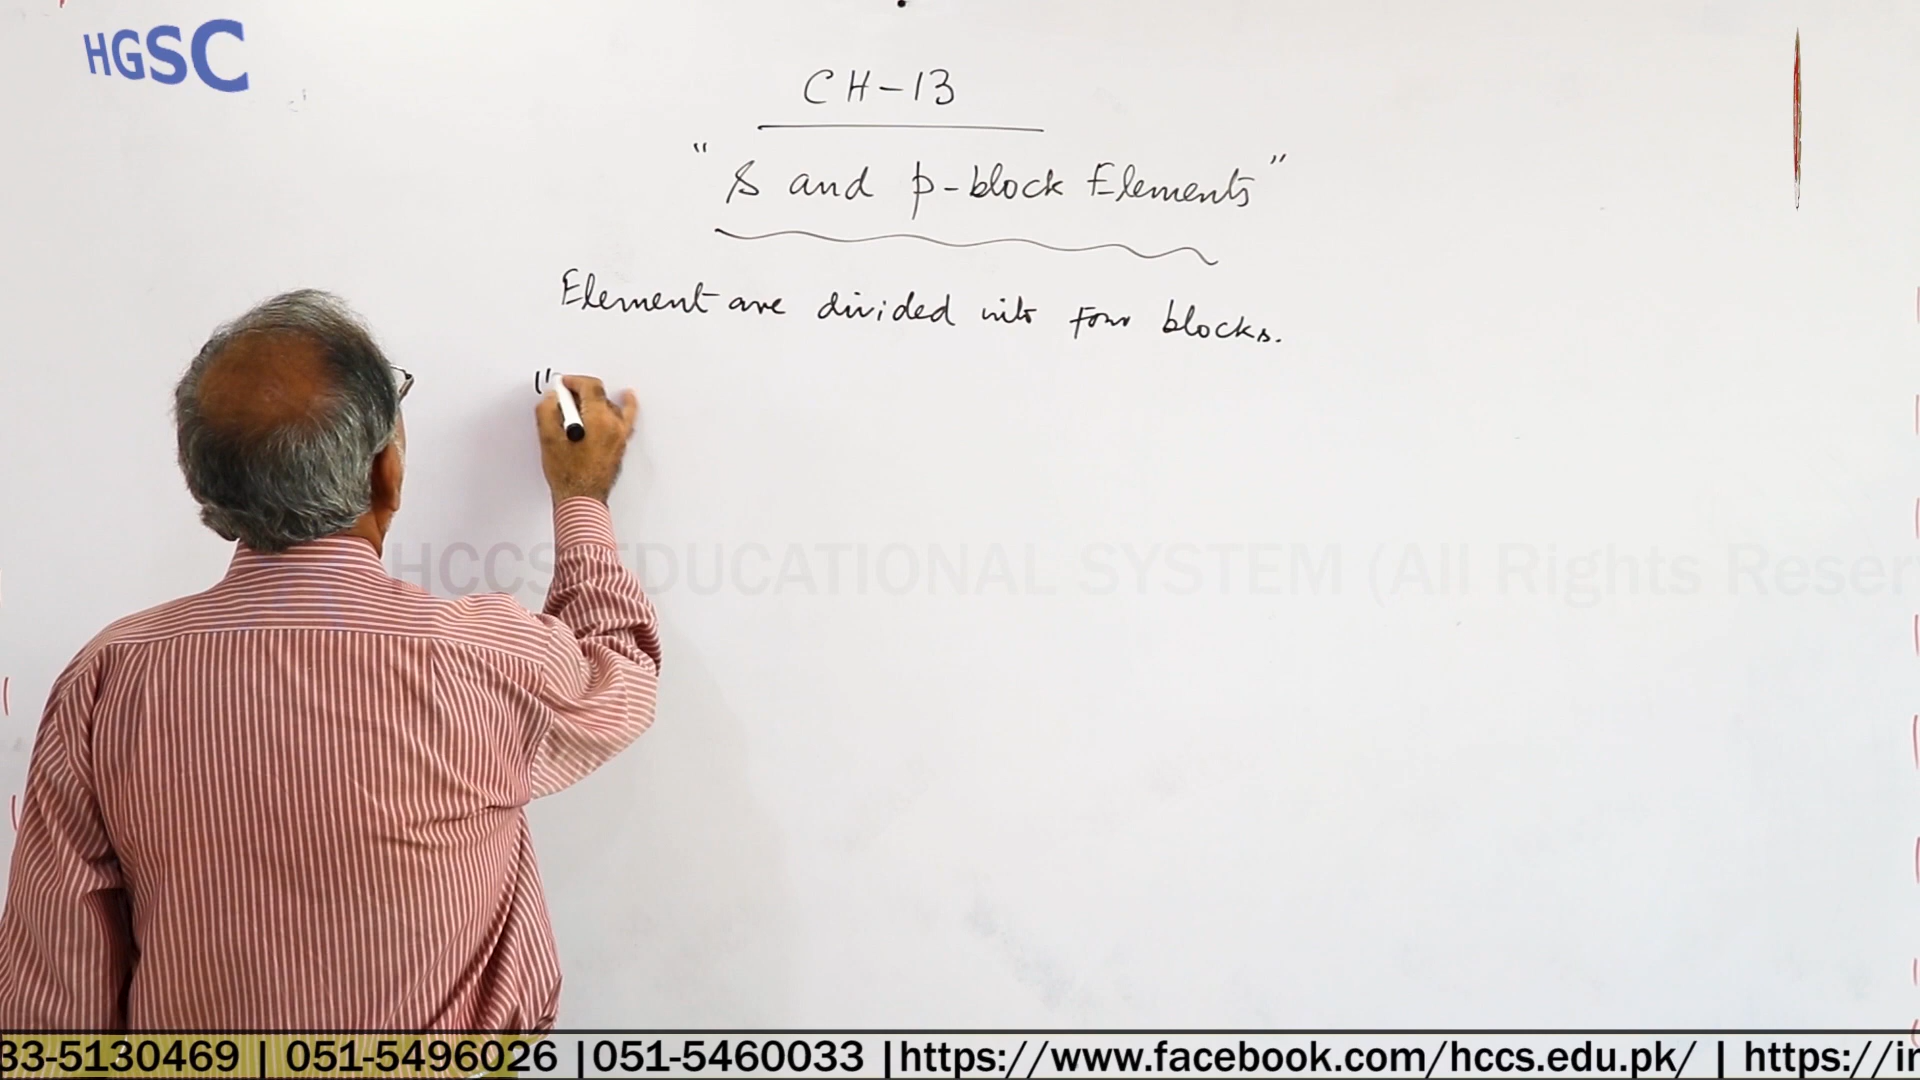 HGSC
CH-13
" s and p-block Elements "
Element are divided into four blocks.
"
HCCS EDUCATIONAL SYSTEM (All Rights Reser
33-5130469 | 051-5496026 |051-5460033 |https://www.facebook.com/hccs.edu.pk/ | https://in